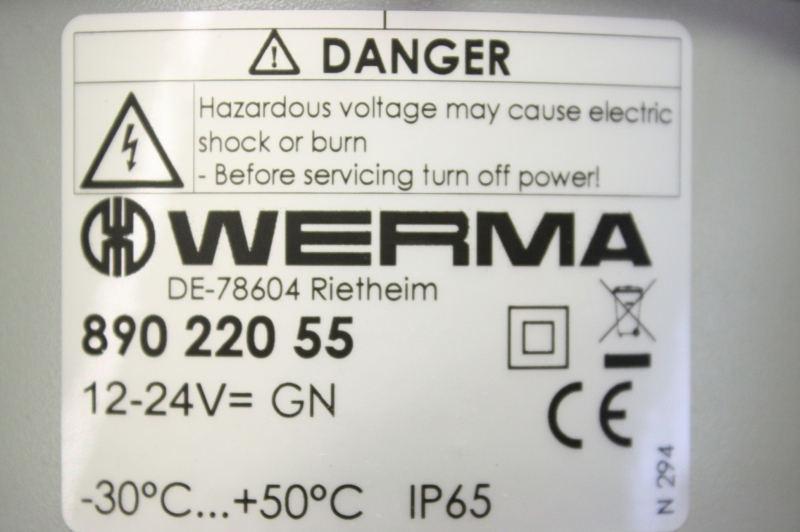 DANGER
Hazardous voltage may cause electric
shock or burn
- Before servicing turn off power!
WERMA
DE-78604 Rietheim
890 220 55
12-24V= GN
CE
-30°C...+50°C IP65
N 294